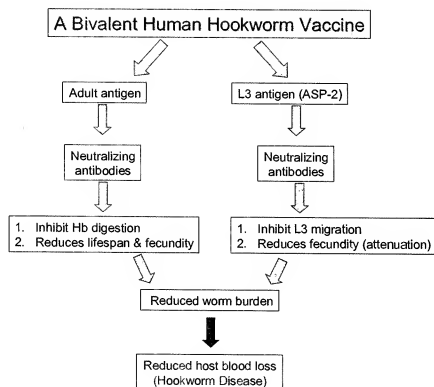 A Bivalent Human Hookworm Vaccine
Adult antigen
L3 antigen (ASP-2)
Neutralizing
antibodies
Neutralizing
antibodies
1. Inhibit Hb digestion
2. Reduces lifespan & fecundity
1. Inhibit L3 migration
2. Reduces fecundity (attenuation)
Reduced worm burden
Reduced host blood loss
(Hookworm Disease)